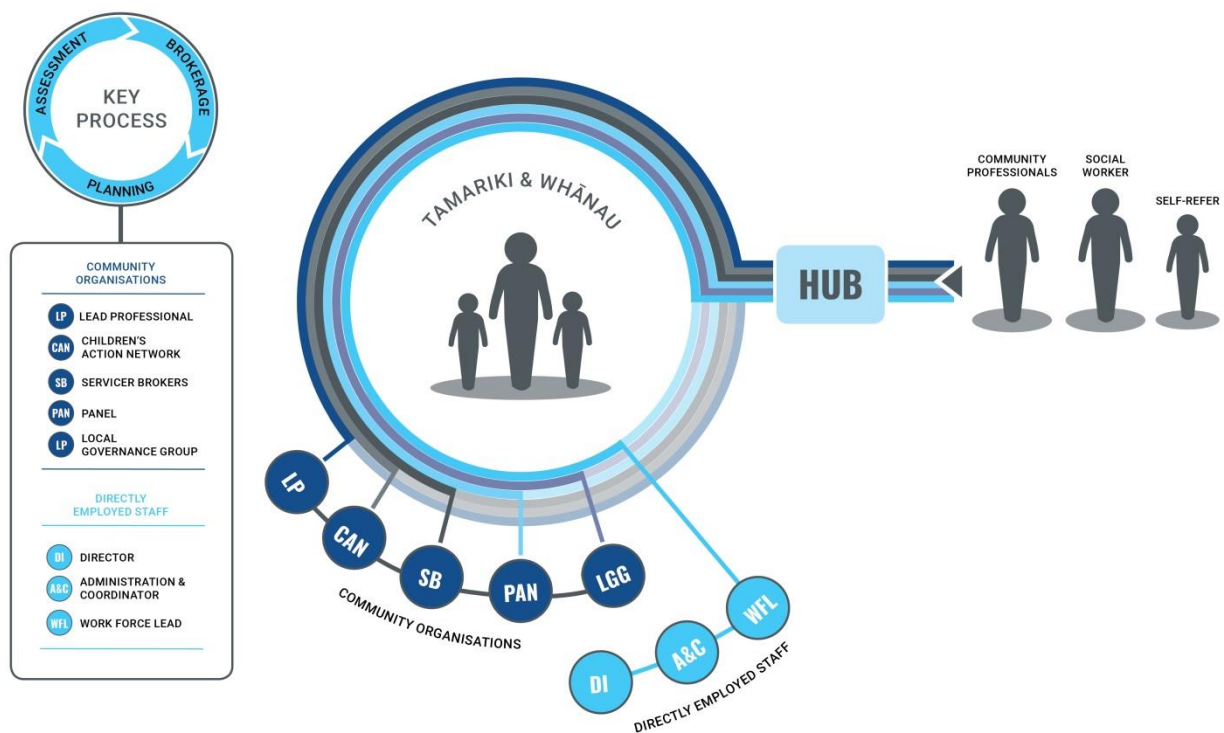 ASSESSMENT
BROKERAGE
PLANNING
KEY
PROCESS
COMMUNITY
ORGANISATIONS
LP LEAD PROFESSIONAL
CAN CHILDREN'S
ACTION NETWORK
SB SERVICER BROKERS
PAN PANEL
LP LOCAL
GOVERNANCE GROUP
DIRECTLY
EMPLOYED STAFF
DI DIRECTOR
A&C ADMINISTRATION &
COORDINATOR
WFL WORK FORCE LEAD
TAMARIKI & WHĀNAU
LP
CAN
SB
PAN
LGG
COMMUNITY ORGANISATIONS
DI
A&C
WFL
DIRECTLY EMPLOYED STAFF
HUB
COMMUNITY
PROFESSIONALS
SOCIAL
WORKER
SELF-REFER